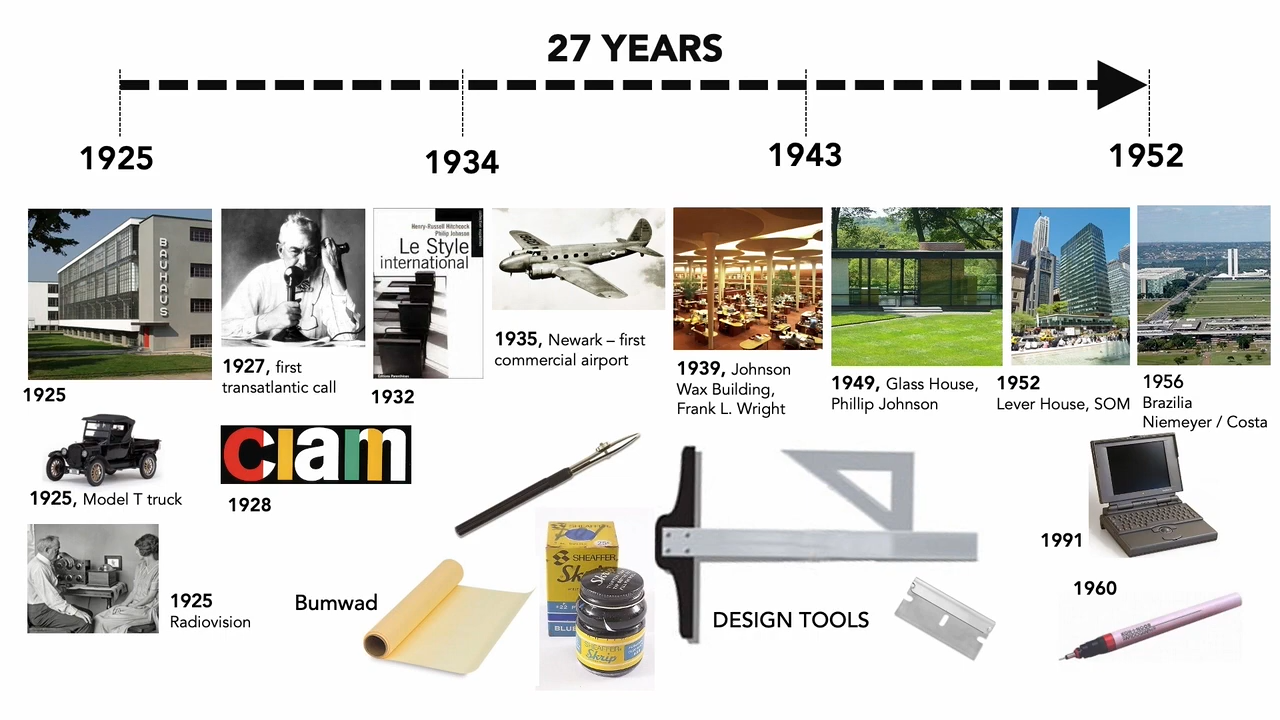 27 YEARS
1925
1934
1943
1952
BAUHAUS
1925
1927, first
transatlantic call
Henry-Russell Hitchcock
Philip Johnson
Le Style
international
1932
1935, Newark – first
commercial airport
1939, Johnson
Wax Building,
Frank L. Wright
1949, Glass House,
Phillip Johnson
1952
Lever House, SOM
1956
Brazilia
Niemeyer / Costa
1925, Model T truck
ciam
1928
1925
Radiovision
Bumwad
SHEAFFER
Skrip
BLUE
SHEAFFER
Skrip
DESIGN TOOLS
1991
1960